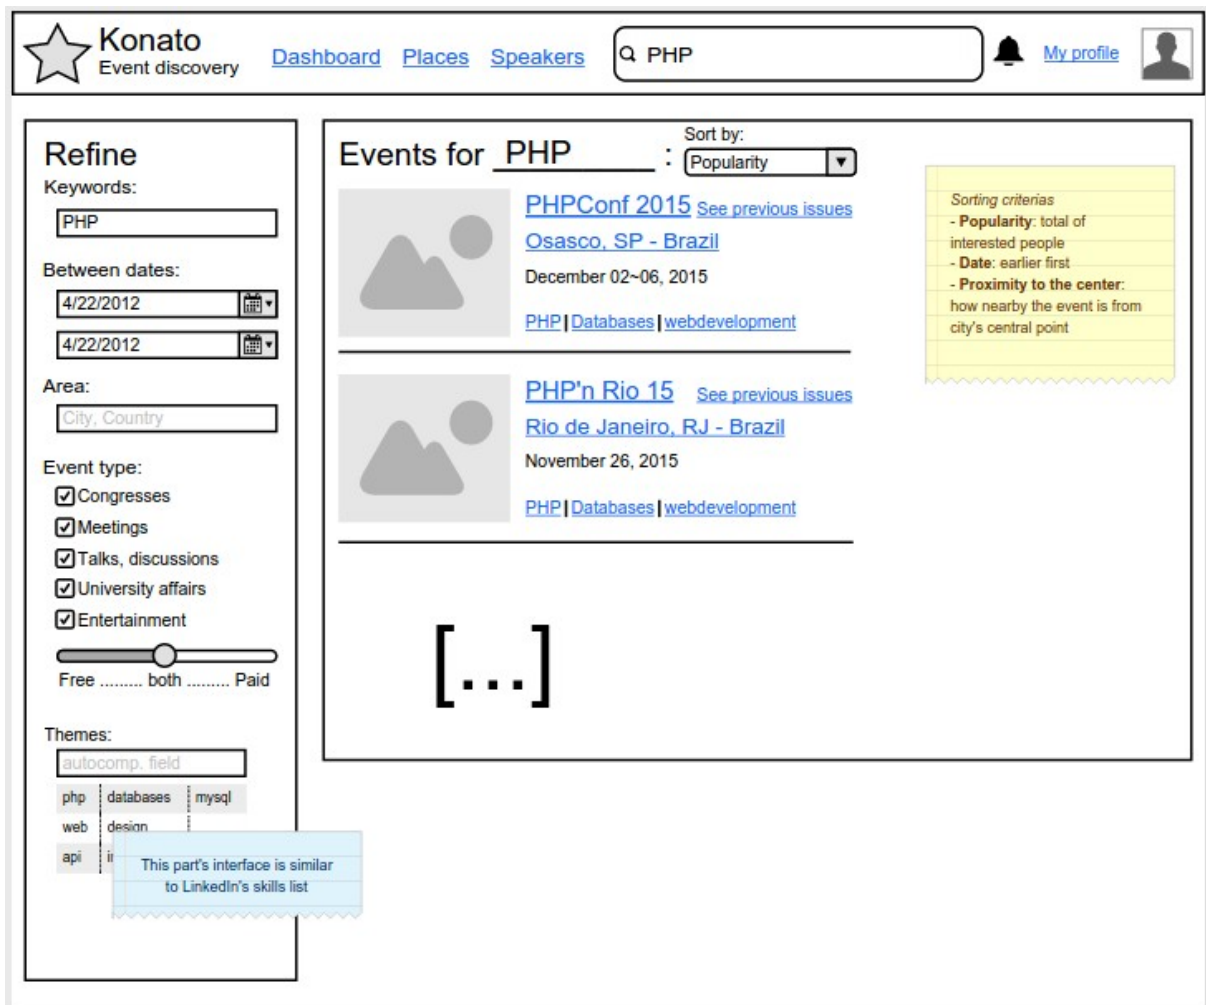 Konato
Event discovery
Dashboard Places Speakers
PHP
My profile
Refine
Keywords:
PHP
Between dates:
4/22/2012
4/22/2012
Area:
City, Country
Event type:
Congresses
Meetings
Talks, discussions
University affairs
Entertainment
Free ......... both ......... Paid
Themes:
autocomp. field
php databases mysql
web design
api
This part's interface is similar
to LinkedIn's skills list
Events for PHP :
Sort by:
Popularity
PHPConf 2015 See previous issues
Osasco, SP - Brazil
December 02~06, 2015
PHP|Databases|webdevelopment
PHP'n Rio 15 See previous issues
Rio de Janeiro, RJ - Brazil
November 26, 2015
PHP|Databases|webdevelopment
[...]
Sorting criterias
- Popularity: total of
interested people
- Date: earlier first
- Proximity to the center:
how nearby the event is from
city's central point